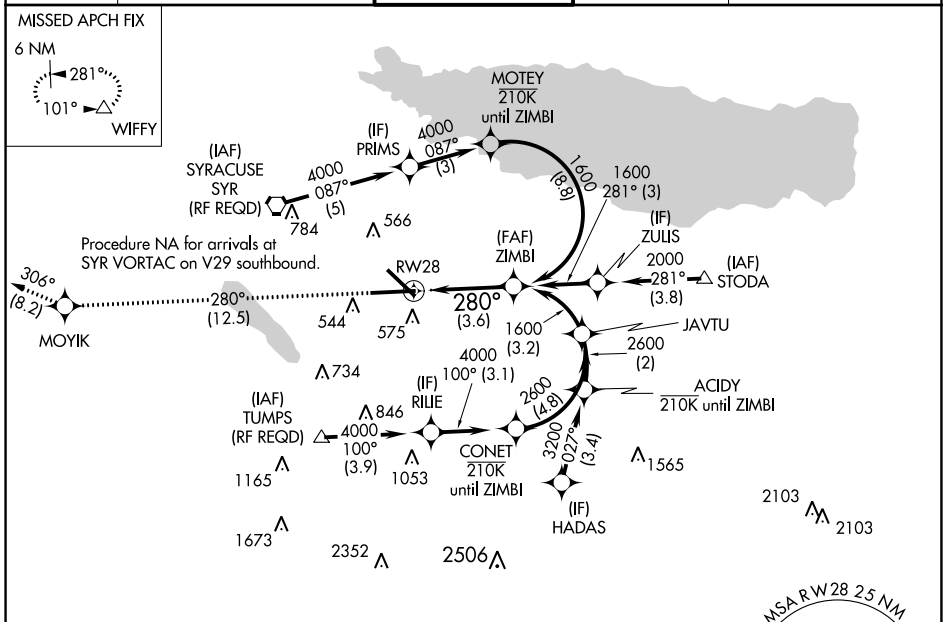 MISSED APCH FIX
6 NM
281°
101°
WIFFY
(IAF)
SYRACUSE
SYR
(RF REQD)
4000
087°
(5)
(IF)
PRIMS
4000
087°
(3)
MOTEY
210K
until ZIMBI
1600
(8.8)
1600
281° (3)
(IF)
ZULIS
2000
281°
(3.8)
(IAF)
STODA
784
566
Procedure NA for arrivals at
SYR VORTAC on V29 southbound.
(FAF)
ZIMBI
RW28
306°
(8.2)
MOYIK
280°
(12.5)
280°
(3.6)
544
575
1600
(3.2)
JAVTU
2600
(2)
ACIDY
210K until ZIMBI
734
846
(IAF)
TUMPS
(RF REQD)
4000
100°
(3.9)
(IF)
RILIE
4000
100° (3.1)
2600
(4.8)
CONET
210K
until ZIMBI
3200
027°
(3.4)
(IF)
HADAS
1165
1053
1565
1673
2352
2506
2103
2103
MSA RW28 25 NM